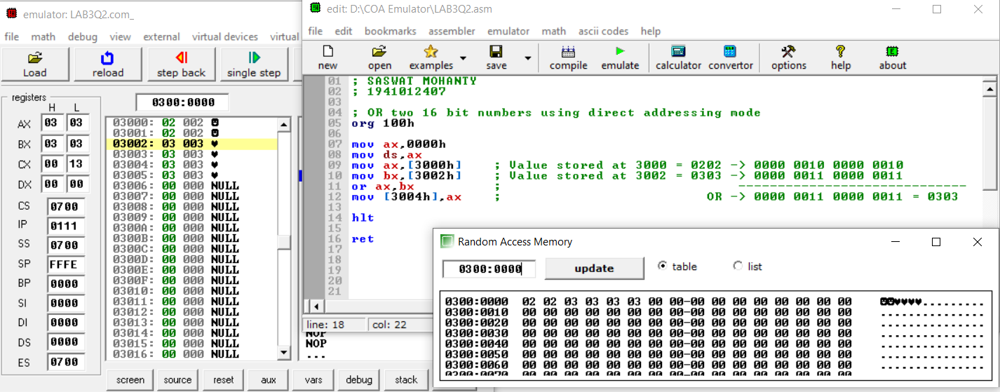 emulator: LAB3Q2.com_
file math debug view external virtual devices virtual
Load reload step back single step
registers
H L
AX 03 03
BX 03 03
CX 00 13
DX 00 00
CS 0700
IP 0111
SS 0700
SP FFFE
BP 0000
SI 0000
DI 0000
DS 0000
ES 0700
0300:0000
03000: 02 002 ☻
03001: 02 002 ☻
03002: 03 003 ♥
03003: 03 003 ♥
03004: 03 003 ♥
03005: 03 003 ♥
03006: 00 000 NULL
03007: 00 000 NULL
03008: 00 000 NULL
03009: 00 000 NULL
0300A: 00 000 NULL
0300B: 00 000 NULL
0300C: 00 000 NULL
0300D: 00 000 NULL
0300E: 00 000 NULL
0300F: 00 000 NULL
03010: 00 000 NULL
03011: 00 000 NULL
03012: 00 000 NULL
03013: 00 000 NULL
03014: 00 000 NULL
03015: 00 000 NULL
03016: 00 000 NULL
NOP
NOP
...
screen source reset aux vars debug stack
edit: D:\COA Emulator\LAB3Q2.asm
file edit bookmarks assembler emulator math ascii codes help
new open examples save compile emulate calculator convertor options help about
01 ; SASWAT MOHANTY
02 ; 1941012407
03
04 ; OR two 16 bit numbers using direct addressing mode
05 org 100h
06
07 mov ax,0000h
08 mov ds,ax
09 mov ax,[3000h] ; Value stored at 3000 = 0202 -> 0000 0010 0000 0010
10 mov bx,[3002h] ; Value stored at 3002 = 0303 -> 0000 0011 0000 0011
11 or ax,bx ; -------------------------------
12 mov [3004h],ax ; OR -> 0000 0011 0000 0011 = 0303
13
14 hlt
15
16 ret
17
18
19
20
21
line: 18 col: 22
Random Access Memory
0300:0000 update table list
0300:0000 02 02 03 03 03 03 00 00-00 00 00 00 00 00 00 00 ☻☻♥♥♥♥..........
0300:0010 00 00 00 00 00 00 00 00-00 00 00 00 00 00 00 00 ................
0300:0020 00 00 00 00 00 00 00 00-00 00 00 00 00 00 00 00 ................
0300:0030 00 00 00 00 00 00 00 00-00 00 00 00 00 00 00 00 ................
0300:0040 00 00 00 00 00 00 00 00-00 00 00 00 00 00 00 00 ................
0300:0050 00 00 00 00 00 00 00 00-00 00 00 00 00 00 00 00 ................
0300:0060 00 00 00 00 00 00 00 00-00 00 00 00 00 00 00 00 ................